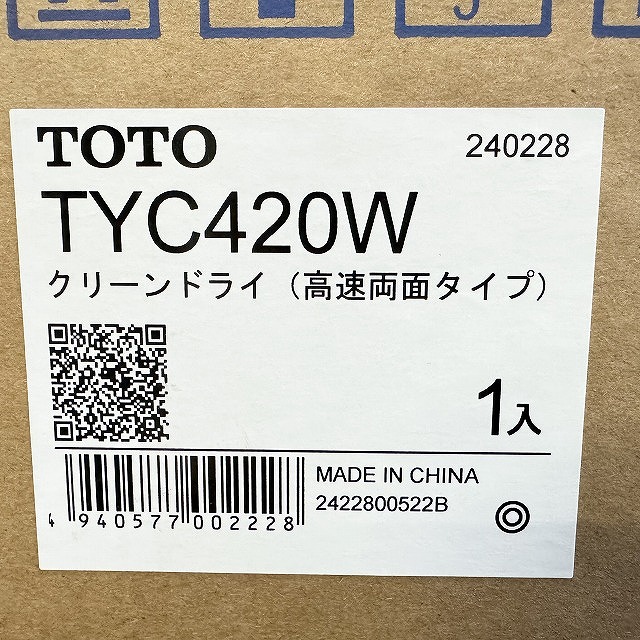 TOTO
240228
TYC420W
クリーンドライ（高速両面タイプ）
1入
MADE IN CHINA
2422800522B
4 940577 002228